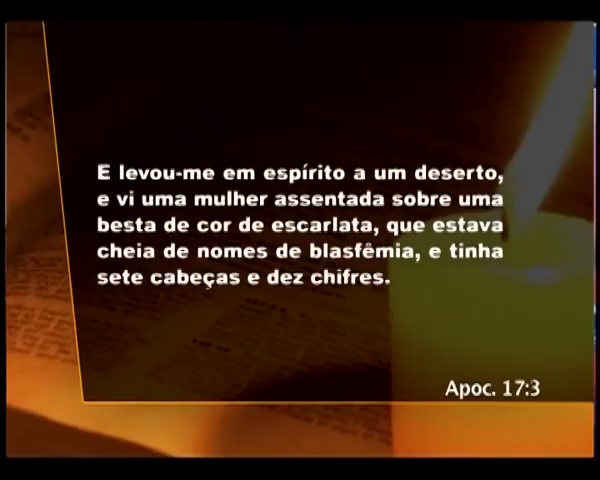 E levou-me em espírito a um deserto,
e vi uma mulher assentada sobre uma
besta de cor de escarlata, que estava
cheia de nomes de blasfêmia, e tinha
sete cabeças e dez chifres.
Apoc. 17:3